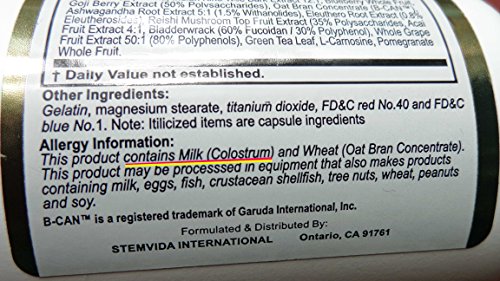 Goji Berry Extract (50% Polysaccharides), Oat Bran Concentrate (B-Can™),
Ashwagandha Root Extract 5:1 (1.5% Withanolides), Eleuthero Root Extract (0.8%
Eleutherosides), Reishi Mushroom Top Fruit Extract (35% Polysaccharides), Acai
Fruit Extract 4:1, Bladderwrack (60% Fucoidan / 30% Polyphenol), Whole Grape
Fruit Extract 50:1 (80% Polyphenols), Green Tea Leaf, L-Carnosine, Pomegranate
Whole Fruit.
† Daily Value not established.
Other Ingredients:
Gelatin, magnesium stearate, titanium dioxide, FD&C red No.40 and FD&C
blue No.1. Note: Itilicized items are capsule ingredients
Allergy Information:
This product contains Milk (Colostrum) and Wheat (Oat Bran Concentrate).
This product may be processsed in equipment that also makes products
containing milk, eggs, fish, crustacean shellfish, tree nuts, wheat, peanuts
and soy.
B-CAN™ is a registered trademark of Garuda International, Inc.
Formulated & Distributed By:
STEMVIDA INTERNATIONAL Ontario, CA 91761